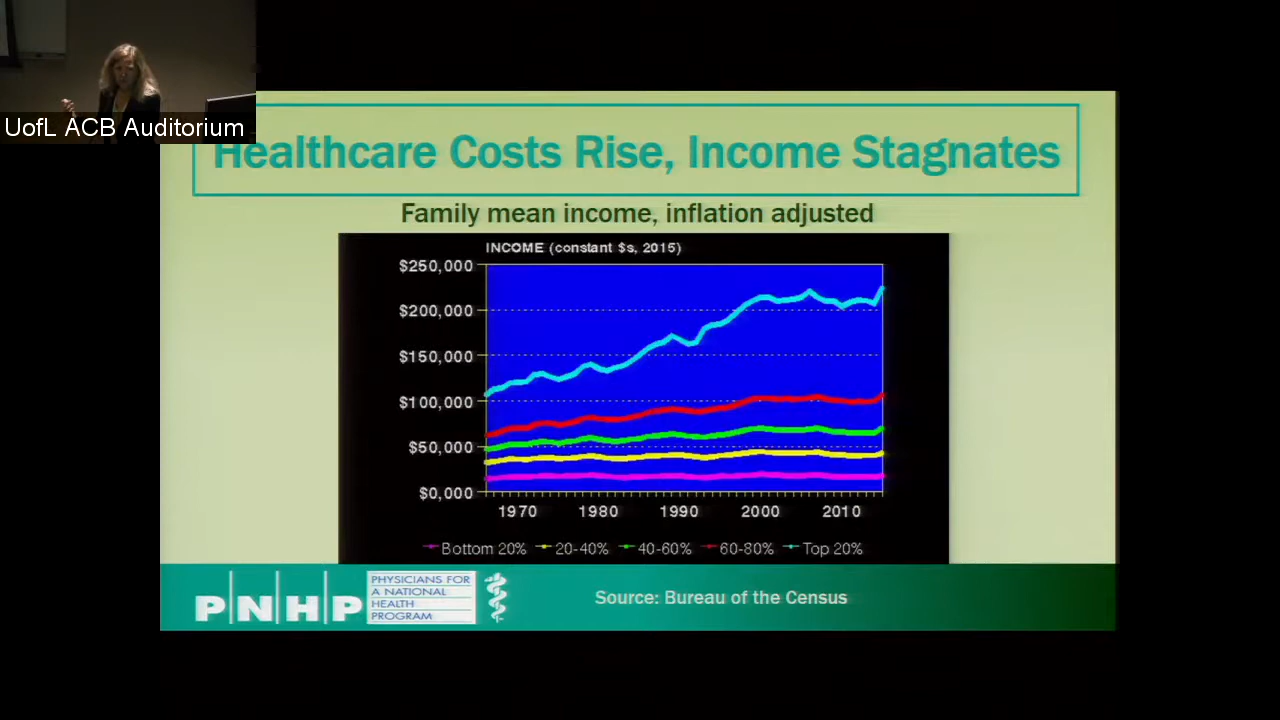 UofL ACB Auditorium
Healthcare Costs Rise, Income Stagnates
Family mean income, inflation adjusted
INCOME (constant $s, 2015)
$250,000
$200,000
$150,000
$100,000
$50,000
$0,000
1970 1980 1990 2000 2010
Bottom 20% 20-40% 40-60% 60-80% Top 20%
PNHP
PHYSICIANS FOR
A NATIONAL
HEALTH
PROGRAM
Source: Bureau of the Census